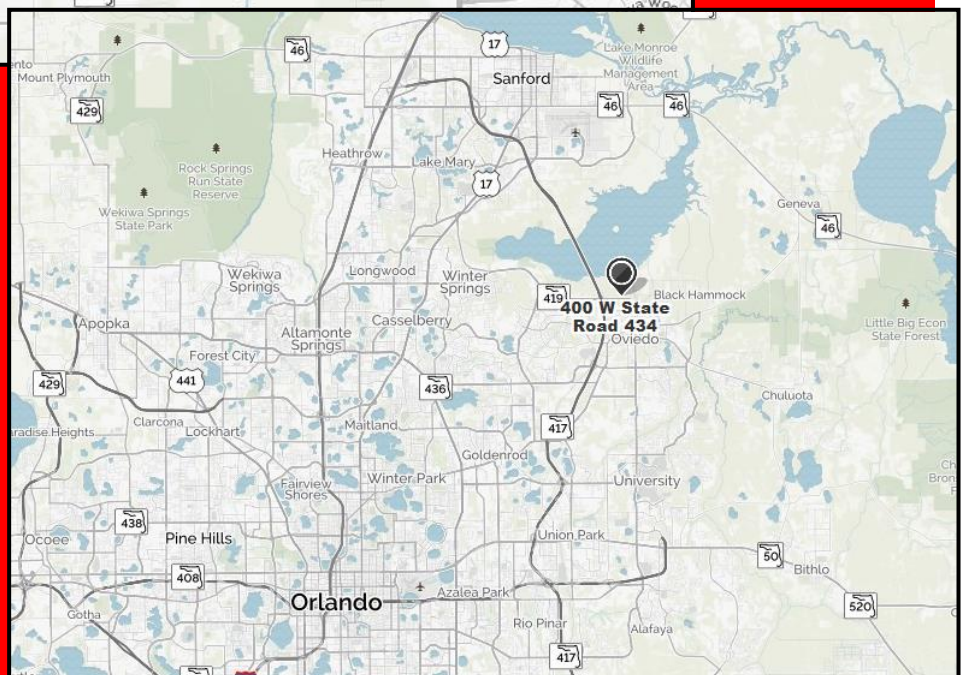 17
46
Sanford
Lake Monroe
Wildlife
Management
Area
Mount Plymouth
429
46
46
Heathrow
Lake Mary
Rock Springs
Run State
Reserve
17
Wekiwa Springs
State Park
Geneva
46
Wekiwa
Springs
Longwood
Winter
Springs
419
Black Hammock
400 W State
Road 434
Oviedo
Apopka
Altamonte
Springs
Casselberry
Little Big Econ
State Forest
Forest City
429
441
436
Chuluota
Clarcona
Lockhart
Maitland
417
Goldenrod
Fairview
Shores
Winter Park
University
438
Ocoee
Pine Hills
Union Park
50
Bithlo
408
Azalea Park
Orlando
Gotha
Rio Pinar
Alafaya
520
417